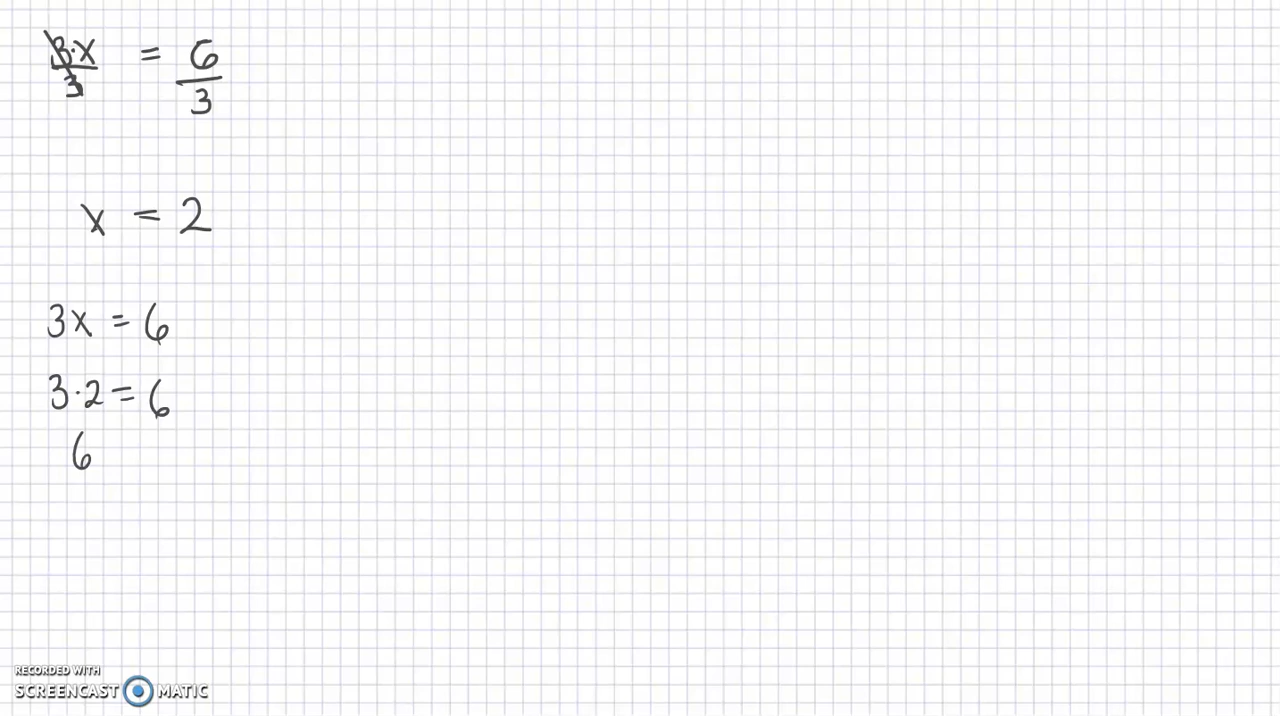 3·x = 6
3 3
x = 2
3x = 6
3·2 = 6
6
RECORDED WITH
SCREENCAST MATIC